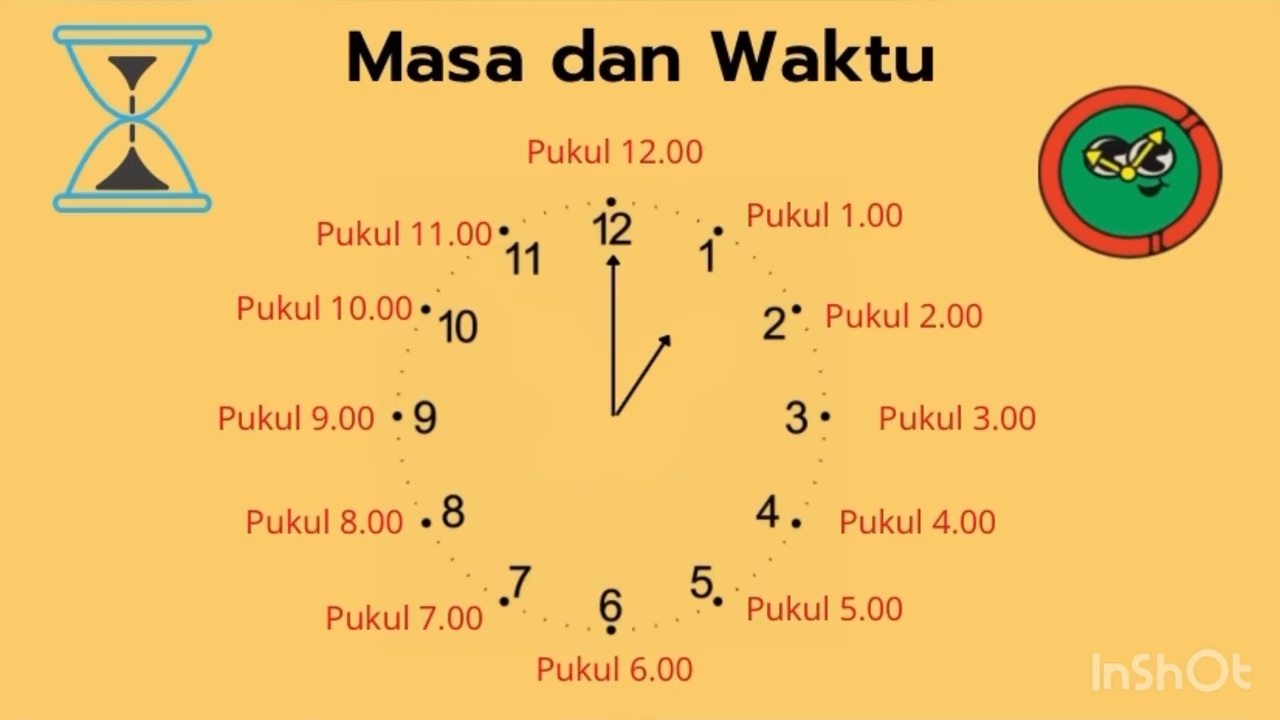 Masa dan Waktu
Pukul 12.00
Pukul 11.00
Pukul 1.00
12
11
1
Pukul 10.00
10
2
Pukul 2.00
Pukul 9.00
9
3
Pukul 3.00
Pukul 8.00
8
4
Pukul 4.00
7
5
Pukul 7.00
6
Pukul 5.00
Pukul 6.00
InShOt